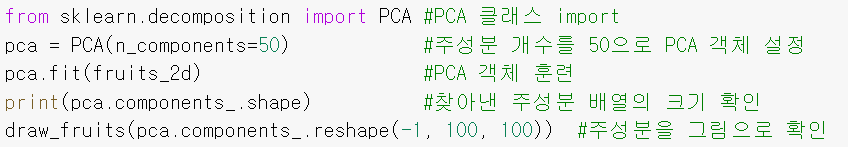 from sklearn.decomposition import PCA #PCA 클래스 import
pca = PCA(n_components=50) #주성분 개수를 50으로 PCA 객체 설정
pca.fit(fruits_2d) #PCA 객체 훈련
print(pca.components_.shape) #찾아낸 주성분 배열의 크기 확인
draw_fruits(pca.components_.reshape(-1, 100, 100)) #주성분을 그림으로 확인